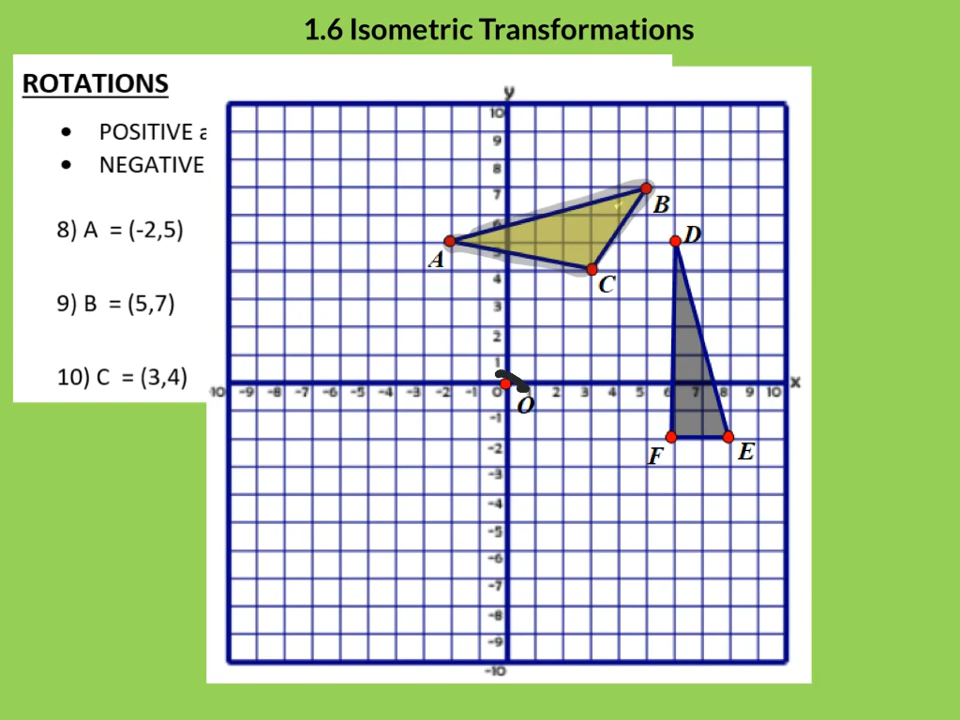 1.6 Isometric Transformations
ROTATIONS
• POSITIVE a
• NEGATIVE
8) A = (-2,5)
9) B = (5,7)
10) C = (3,4)
y
10
9
8
7
6
5
4
3
2
1
A
B
C
D
-10 -9 -8 -7 -6 -5 -4 -3 -2 -1 0 2 3 4 5 6 7 8 9 10 x
O
F
E
-1
-2
-3
-4
-5
-6
-7
-8
-9
-10